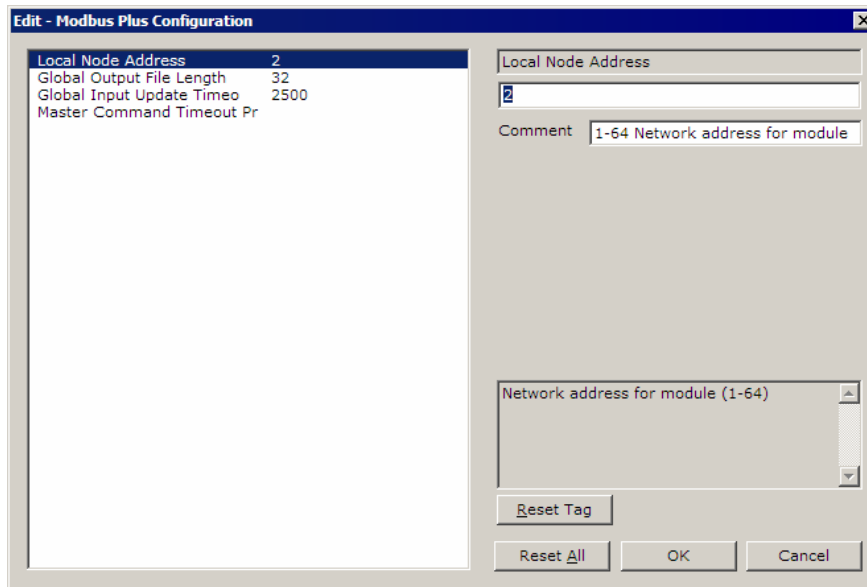 Edit - Modbus Plus Configuration
Local Node Address 2
Global Output File Length 32
Global Input Update Timeo 2500
Master Command Timeout Pr
Local Node Address
2
Comment 1-64 Network address for module
Network address for module (1-64)
Reset Tag
Reset All OK Cancel